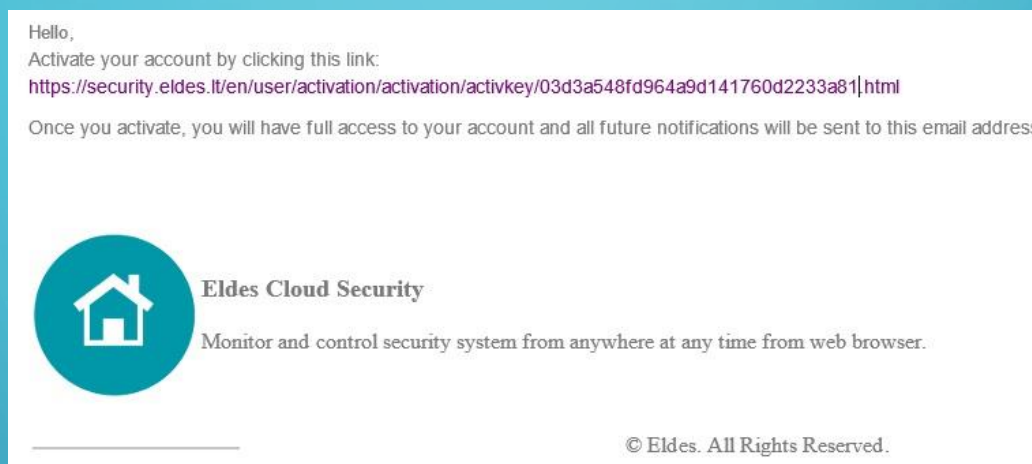 Hello,
Activate your account by clicking this link:
https://security.eldes.lt/en/user/activation/activation/activkey/03d3a548fd964a9d141760d2233a81.html
Once you activate, you will have full access to your account and all future notifications will be sent to this email address
Eldes Cloud Security
Monitor and control security system from anywhere at any time from web browser.
© Eldes. All Rights Reserved.